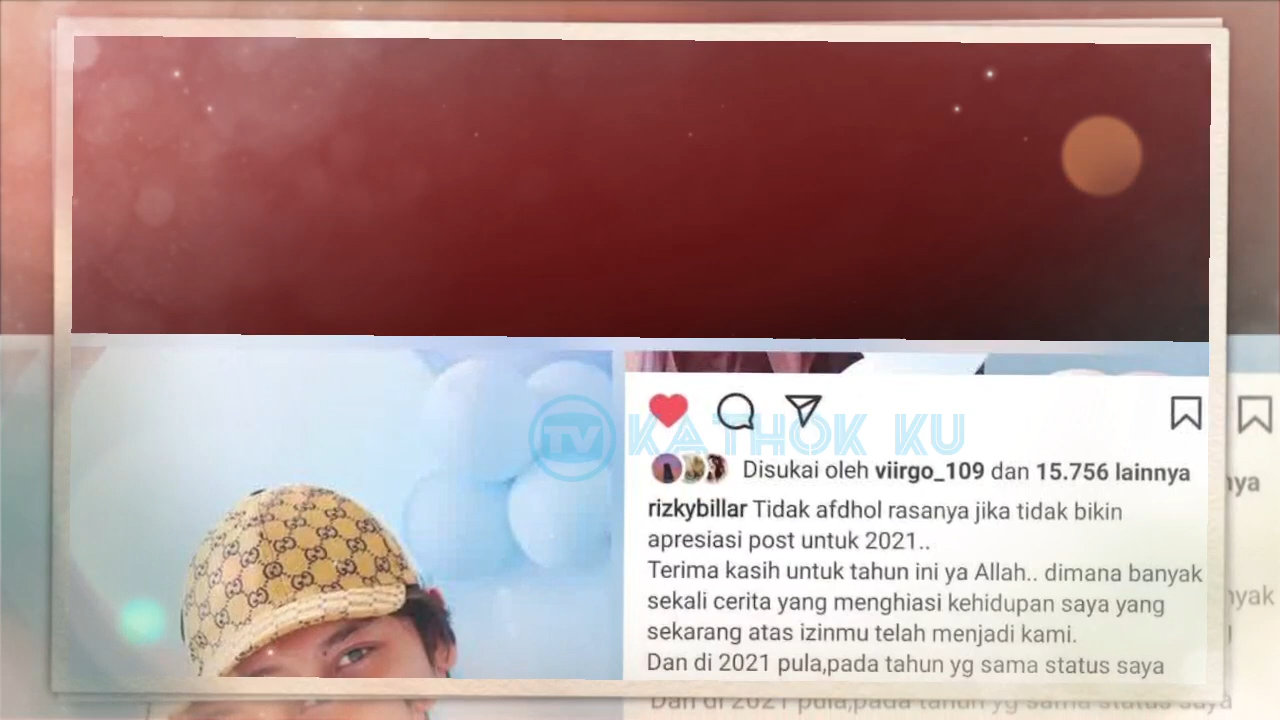 TV KATHOK KU
Disukai oleh viirgo_109 dan 15.756 lainnya
rizkybillar Tidak afdhol rasanya jika tidak bikin
apresiasi post untuk 2021..
Terima kasih untuk tahun ini ya Allah.. dimana banyak
sekali cerita yang menghiasi kehidupan saya yang
sekarang atas izinmu telah menjadi kami.
Dan di 2021 pula,pada tahun yg sama status saya